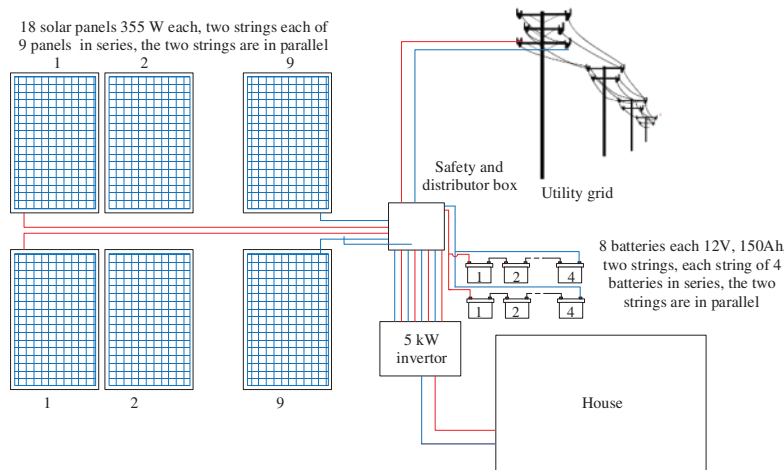 18 solar panels 355 W each, two strings each of
9 panels in series, the two strings are in parallel
1 2 9
Safety and
distributor box
Utility grid
8 batteries each 12V, 150Ah
two strings, each string of 4
batteries in series, the two
strings are in parallel
1 2 4
1 2 4
5 kW
invertor
House
1 2 9